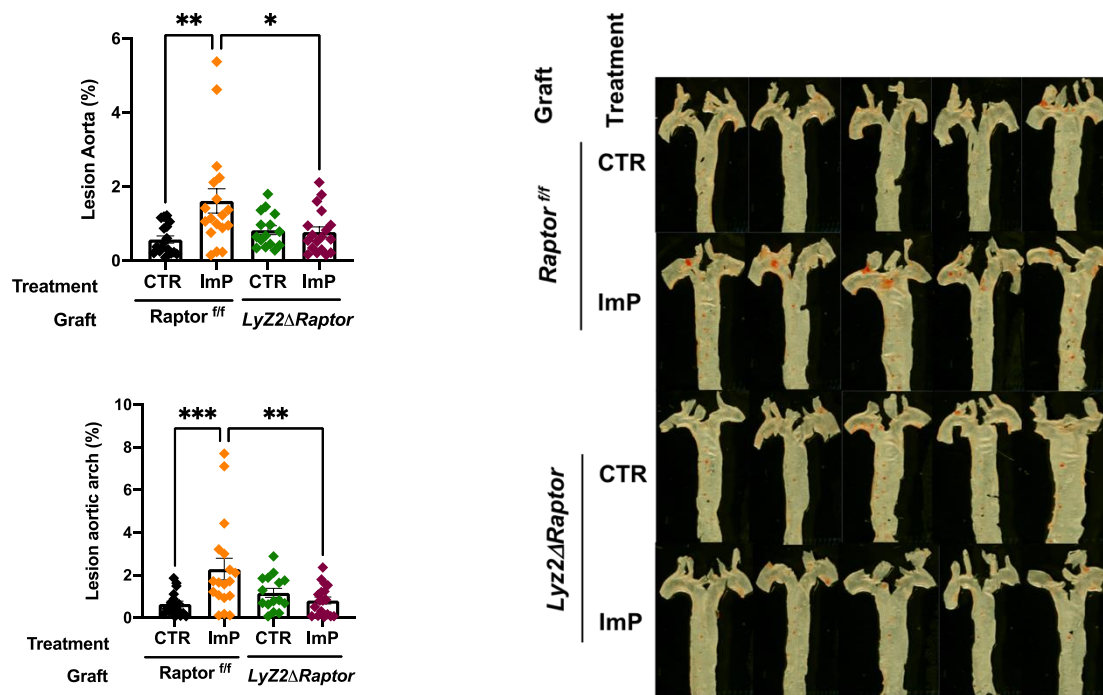 ** *
Lesion Aorta (%)
6
4
2
0
Treatment CTR ImP CTR ImP
Graft Raptor f/f LyZ2ΔRaptor
*** **
Lesion aortic arch (%)
10
8
6
4
2
0
Treatment CTR ImP CTR ImP
Graft Raptor f/f LyZ2ΔRaptor
Graft Treatment
Raptor f/f
CTR
ImP
Lyz2ΔRaptor
CTR
ImP